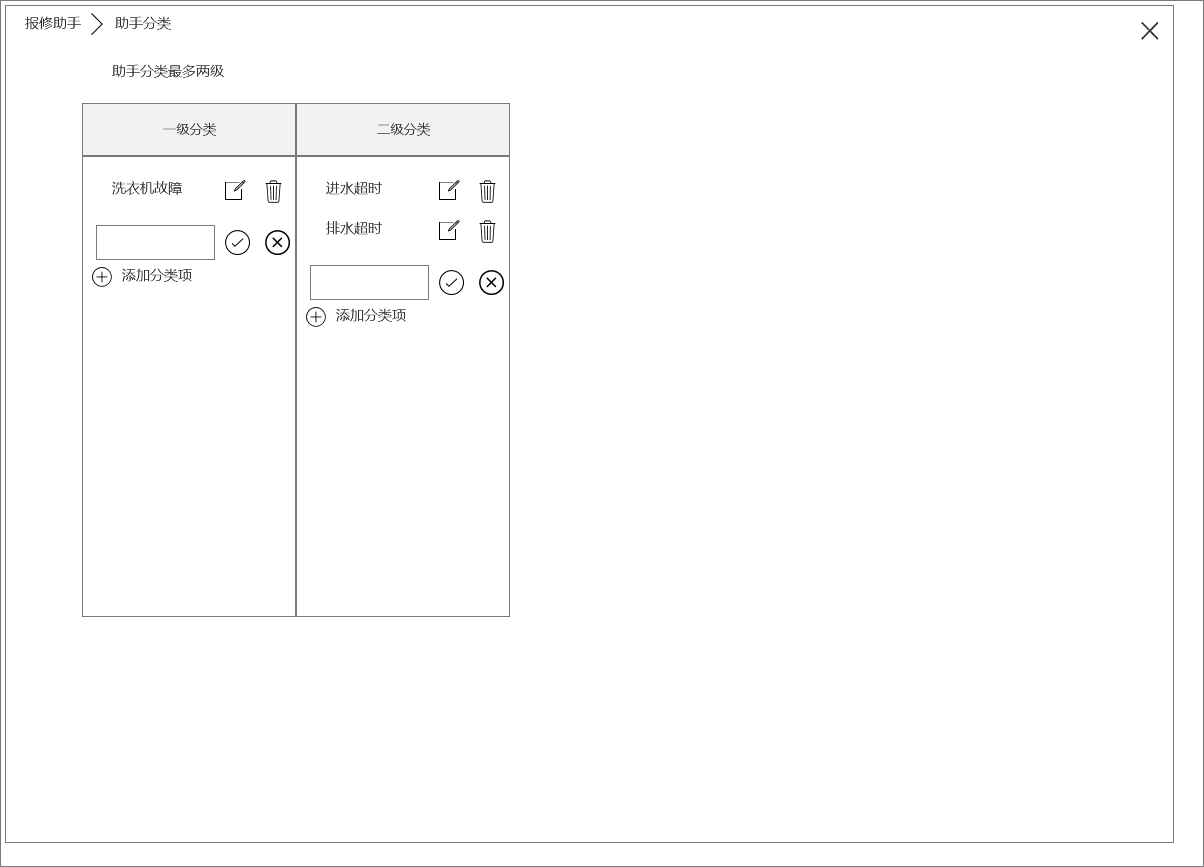 报修助手 助手分类
助手分类最多两级
一级分类 二级分类
洗衣机故障 进水超时
排水超时
添加分类项
添加分类项